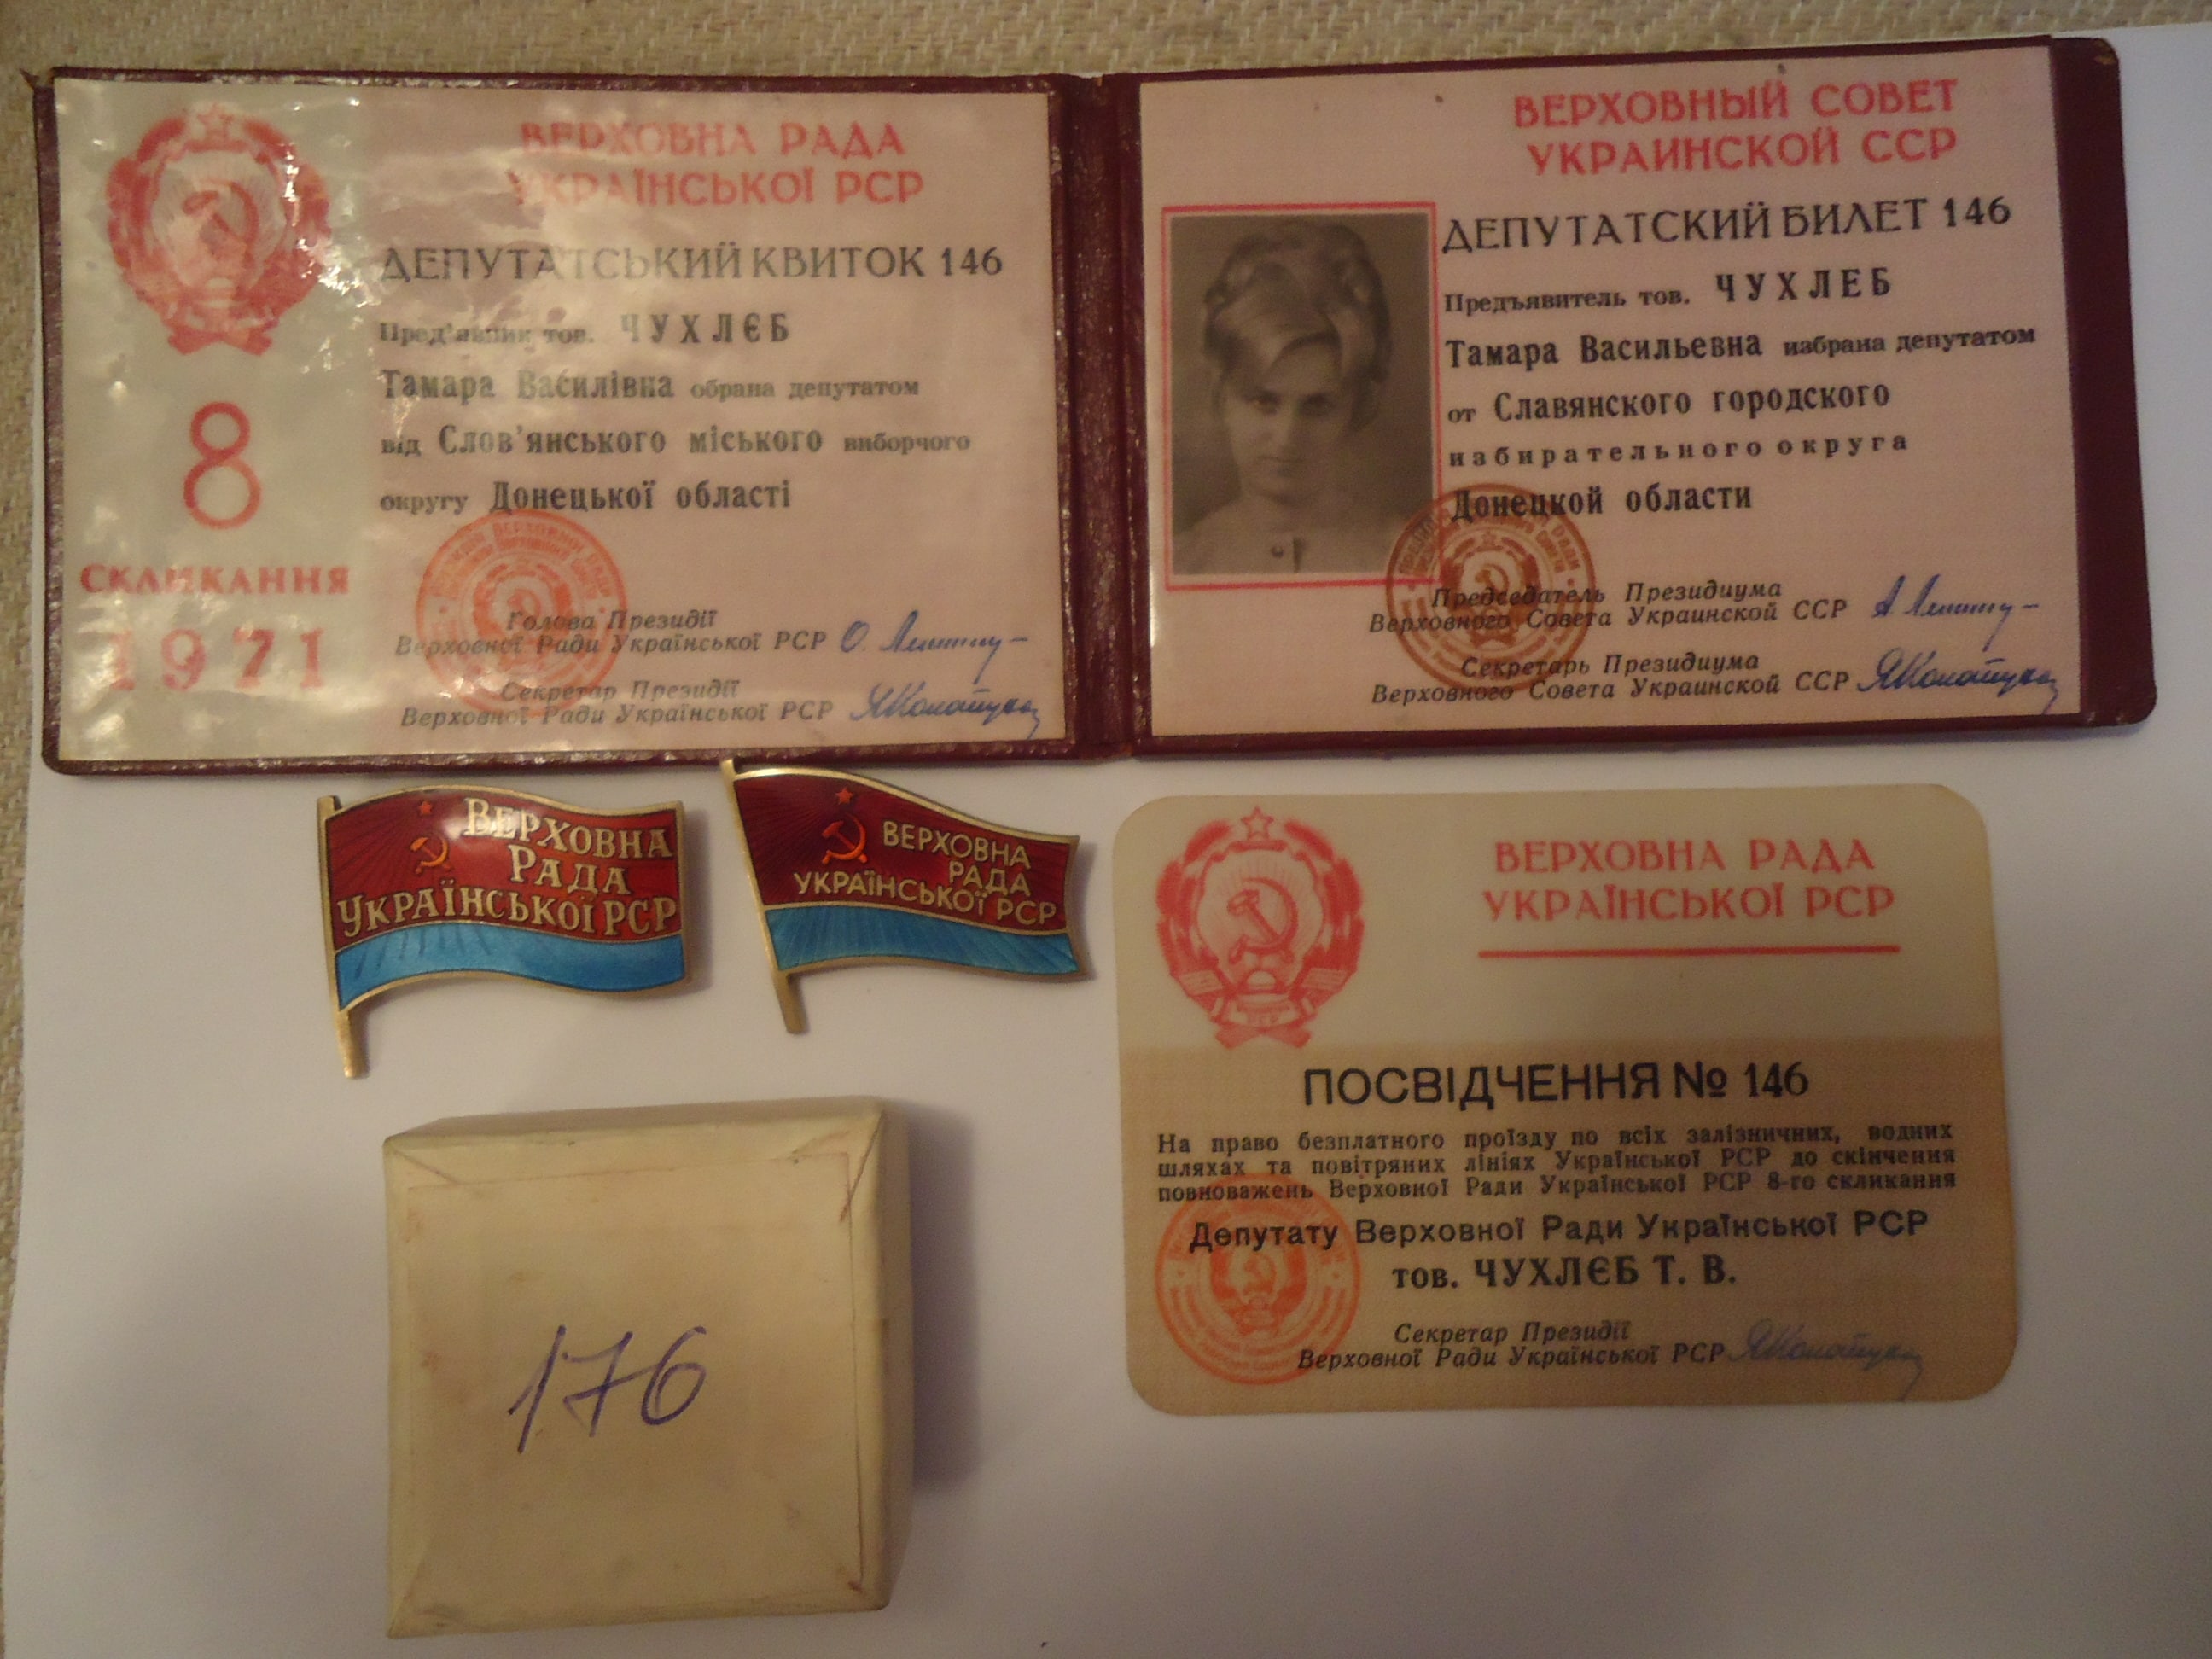 ВЕРХОВНА РАДА
УКРАЇНСЬКОЇ РСР
ДЕПУТАТСЬКИЙ КВИТОК 146
Пред'явник тов. ЧУХЛЄБ
Тамара Василівна обрана депутатом
від Слов'янського міського виборчого
округу Донецької області
8
СКЛИКАННЯ
1971
Голова Президії
Верховної Ради Української РСР
Секретар Президії
Верховної Ради Української РСР
ВЕРХОВНЫЙ СОВЕТ
УКРАИНСКОЙ ССР
ДЕПУТАТСКИЙ БИЛЕТ 146
Предъявитель тов. ЧУХЛЕБ
Тамара Васильевна избрана депутатом
от Славянского городского
избирательного округа
Донецкой области
Председатель Президиума
Верховного Совета Украинской ССР
Секретарь Президиума
Верховного Совета Украинской ССР
ВЕРХОВНА
РАДА
УКРАЇНСЬКОЇ РСР
ВЕРХОВНА
РАДА
УКРАЇНСЬКОЇ РСР
ВЕРХОВНА РАДА
УКРАЇНСЬКОЇ РСР
ПОСВІДЧЕННЯ № 146
На право безплатного проїзду по всіх залізничних, водних
шляхах та повітряних лініях Української РСР до скінчення
повноважень Верховної Ради Української РСР 8-го скликання
Депутату Верховної Ради Української РСР
тов. ЧУХЛЄБ Т. В.
Секретар Президії
Верховної Ради Української РСР
176